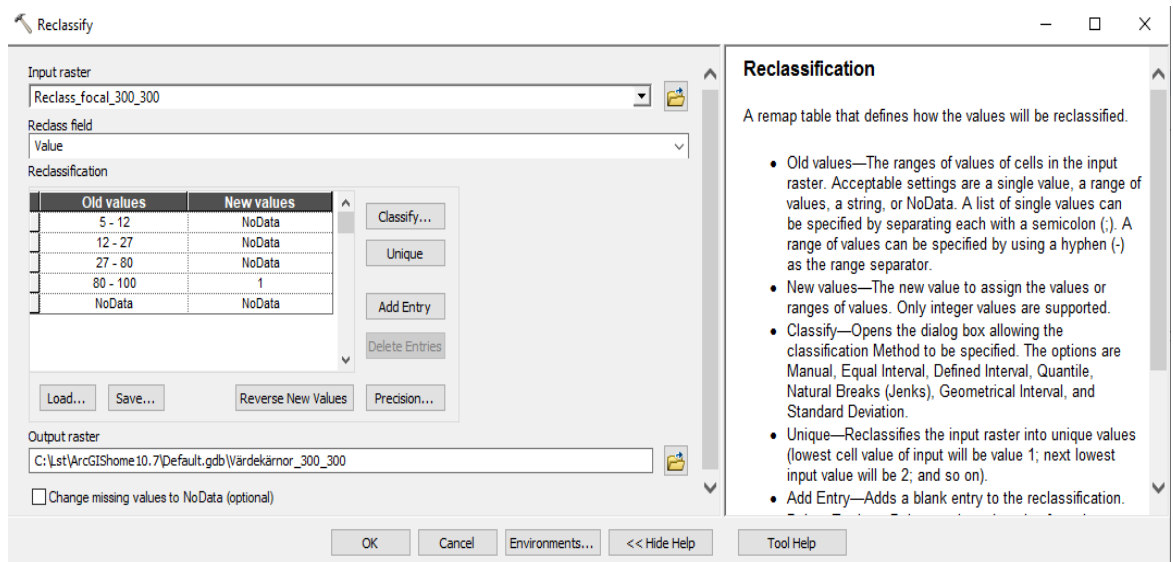 Reclassify
Input raster
Reclass_focal_300_300
Reclass field
Value
Reclassification
Old values New values
5 - 12 NoData
12 - 27 NoData
27 - 80 NoData
80 - 100 1
NoData NoData
Classify...
Unique
Add Entry
Delete Entries
Load... Save... Reverse New Values Precision...
Output raster
C:\Lst\ArcGIShome10.7\Default.gdb\Värdekärnor_300_300
Change missing values to NoData (optional)
Reclassification
A remap table that defines how the values will be reclassified.
• Old values—The ranges of values of cells in the input
raster. Acceptable settings are a single value, a range of
values, a string, or NoData. A list of single values can
be specified by separating each with a semicolon (;). A
range of values can be specified by using a hyphen (-)
as the range separator.
• New values—The new value to assign the values or
ranges of values. Only integer values are supported.
• Classify—Opens the dialog box allowing the
classification Method to be specified. The options are
Manual, Equal Interval, Defined Interval, Quantile,
Natural Breaks (Jenks), Geometrical Interval, and
Standard Deviation.
• Unique—Reclassifies the input raster into unique values
(lowest cell value of input will be value 1; next lowest
input value will be 2; and so on).
• Add Entry—Adds a blank entry to the reclassification.
OK Cancel Environments... << Hide Help Tool Help